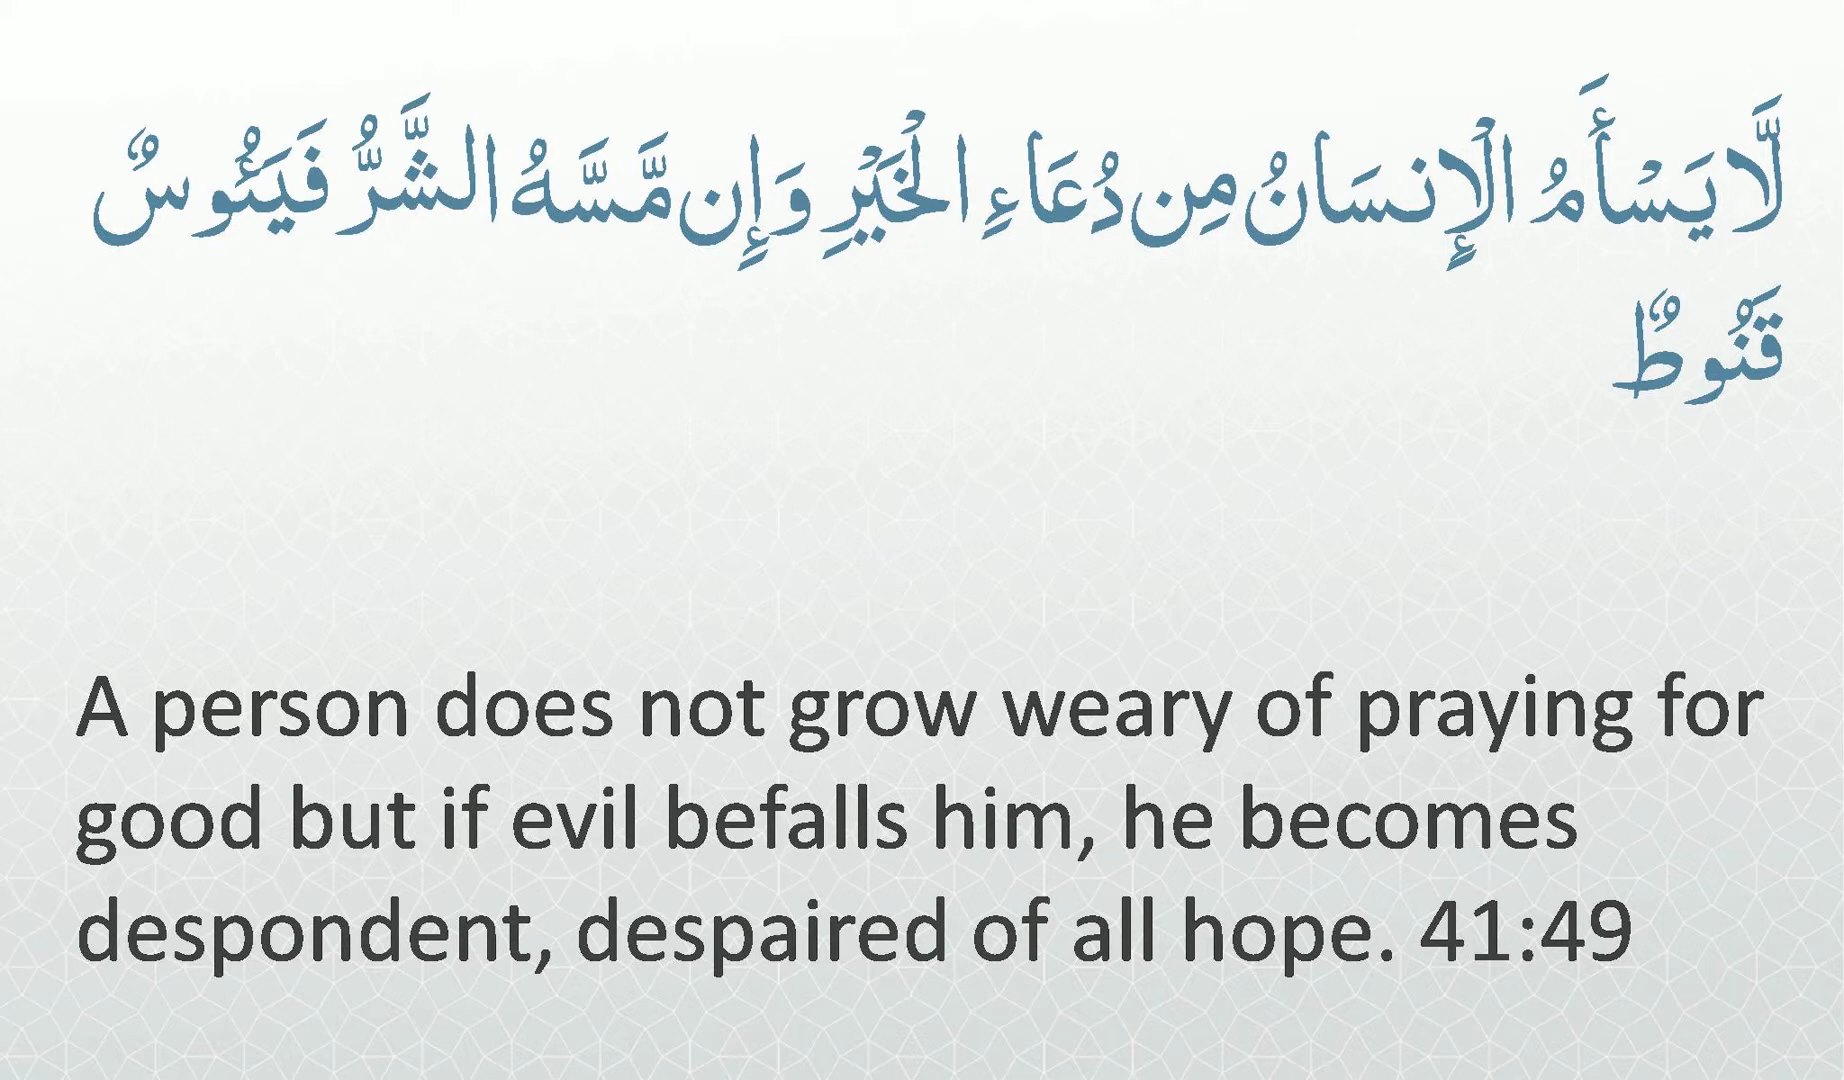 لَّا يَسْأَمُ الْإِنسَانُ مِن دُعَاءِ الْخَيْرِ وَإِن مَّسَّهُ الشَّرُّ فَيَئُوسٌ
قَنُوطٌ
A person does not grow weary of praying for
good but if evil befalls him, he becomes
despondent, despaired of all hope. 41:49